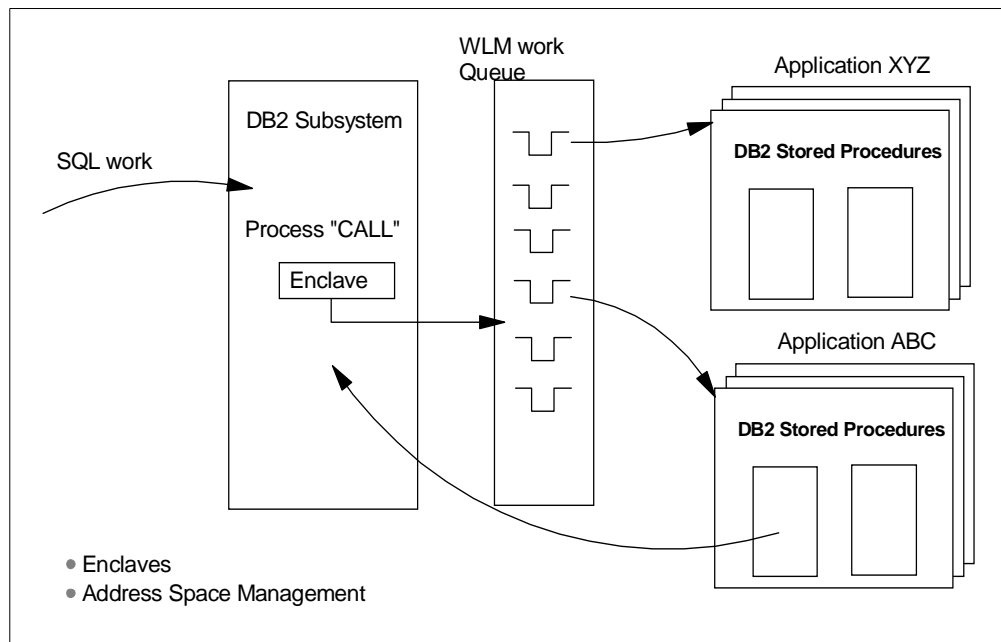 WLM work
Queue
Application XYZ
DB2 Subsystem
DB2 Stored Procedures
SQL work
Process "CALL"
Enclave
Application ABC
DB2 Stored Procedures
Enclaves
Address Space Management